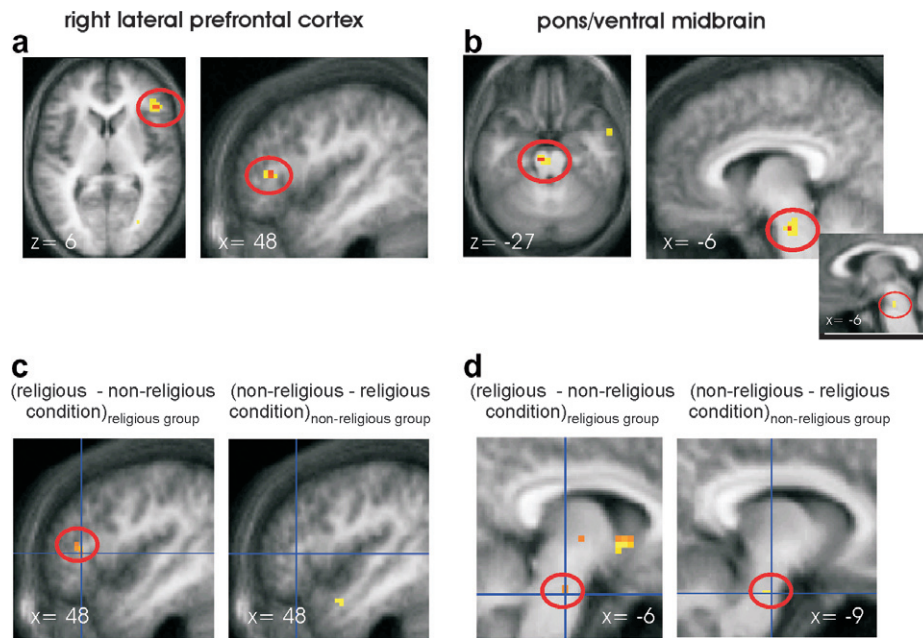 right lateral prefrontal cortex
pons/ventral midbrain
a
b
z= 6
x= 48
z= -27
x= -6
x= -6
c
d
(religious - non-religious
condition)religious group
(non-religious - religious
condition)non-religious group
(religious - non-religious
condition)religious group
(non-religious - religious
condition)non-religious group
x= 48
x= 48
x= -6
x= -9